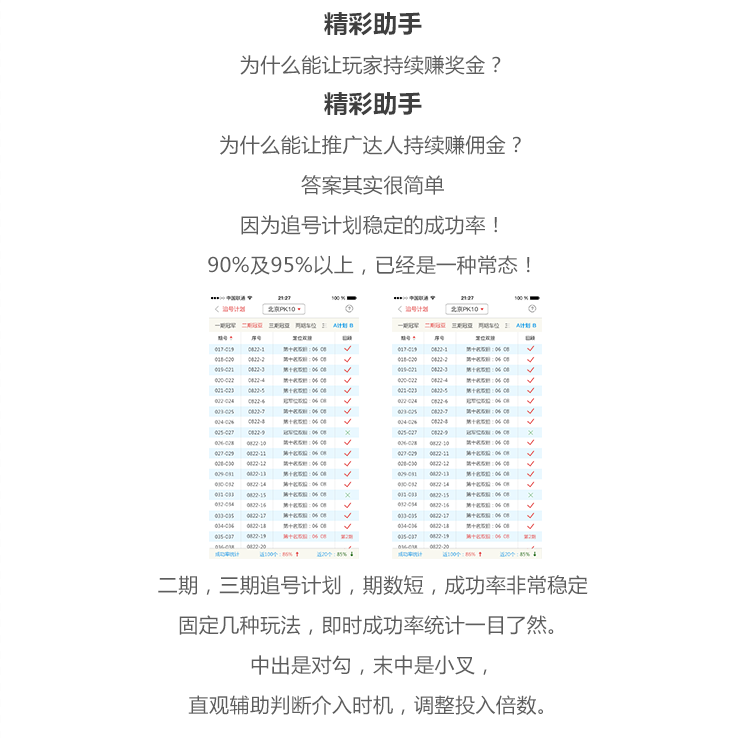 精彩助手
为什么能让玩家持续赚奖金？
精彩助手
为什么能让推广达人持续赚佣金？
答案其实很简单
因为追号计划稳定的成功率！
90%及95%以上，已经是一种常态！
中国联通 21:27 100 % 中国联通 21:27 100 %
追号计划 北京PK10 追号计划 北京PK10
一期冠军 二期冠亚 三期冠亚 两期车位 A计划 B 一期冠军 二期冠亚 三期冠亚 两期车位 A计划 B
期号 序号 定位双胆 回顾 期号 序号 定位双胆 回顾
017-019 0822-1 第十名双胆：06 08 017-019 0822-1 第十名双胆：06 08
018-020 0822-2 第十名双胆：06 08 018-020 0822-2 第十名双胆：06 08
019-021 0822-3 第十名双胆：06 08 019-021 0822-3 第十名双胆：06 08
020-022 0822-4 第十名双胆：06 08 020-022 0822-4 第十名双胆：06 08
021-023 0822-5 第十名双胆：06 08 021-023 0822-5 第十名双胆：06 08
022-024 0822-6 冠军位双胆：06 08 022-024 0822-6 冠军位双胆：06 08
023-025 0822-7 第十名双胆：06 08 023-025 0822-7 第十名双胆：06 08
024-026 0822-8 第十名双胆：06 08 024-026 0822-8 第十名双胆：06 08
025-027 0822-9 冠军位双胆：06 08 025-027 0822-9 冠军位双胆：06 08
026-028 0822-10 第十名双胆：06 08 026-028 0822-10 第十名双胆：06 08
027-029 0822-11 第十名双胆：06 08 027-029 0822-11 第十名双胆：06 08
028-030 0822-12 第十名双胆：06 08 028-030 0822-12 第十名双胆：06 08
029-031 0822-13 第十名双胆：06 08 029-031 0822-13 第十名双胆：06 08
030-032 0822-14 第十名双胆：06 08 030-032 0822-14 第十名双胆：06 08
031-033 0822-15 第十名双胆：06 08 031-033 0822-15 第十名双胆：06 08
032-034 0822-16 第十名双胆：06 08 032-034 0822-16 第十名双胆：06 08
033-035 0822-17 第十名双胆：06 08 033-035 0822-17 第十名双胆：06 08
034-036 0822-18 第十名双胆：06 08 034-036 0822-18 第十名双胆：06 08
035-037 0822-19 第十名双胆：06 08 第2期 035-037 0822-19 第十名双胆：06 08 第2期
036-038 0822-20 036-038 0822-20
成功率统计 近100个：86% 近20个：85% 成功率统计 近100个：86% 近20个：85%
二期，三期追号计划，期数短，成功率非常稳定
固定几种玩法，即时成功率统计一目了然。
中出是对勾，末中是小叉，
直观辅助判断介入时机，调整投入倍数。